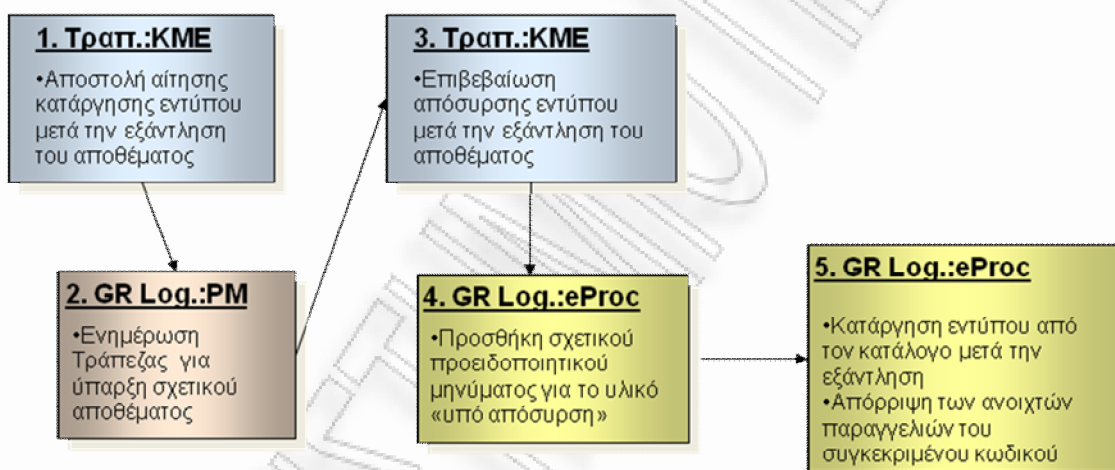 1. Τραπ.:ΚΜΕ
•Αποστολή αίτησης
κατάργησης εντύπου
μετά την εξάντληση
του αποθέματος
2. GR Log.:PM
•Ενημέρωση
Τράπεζας για
ύπαρξη σχετικού
αποθέματος
3. Τραπ.:ΚΜΕ
•Επιβεβαίωση
απόσυρσης εντύπου
μετά την εξάντληση του
αποθέματος
4. GR Log.:eProc
•Προσθήκη σχετικού
προειδοποιητικού
μηνύματος για το υλικό
«υπό απόσυρση»
5. GR Log.:eProc
•Κατάργηση εντύπου από
τον κατάλογο μετά την
εξάντληση
•Απόρριψη των ανοιχτών
παραγγελιών του
συγκεκριμένου κωδικού